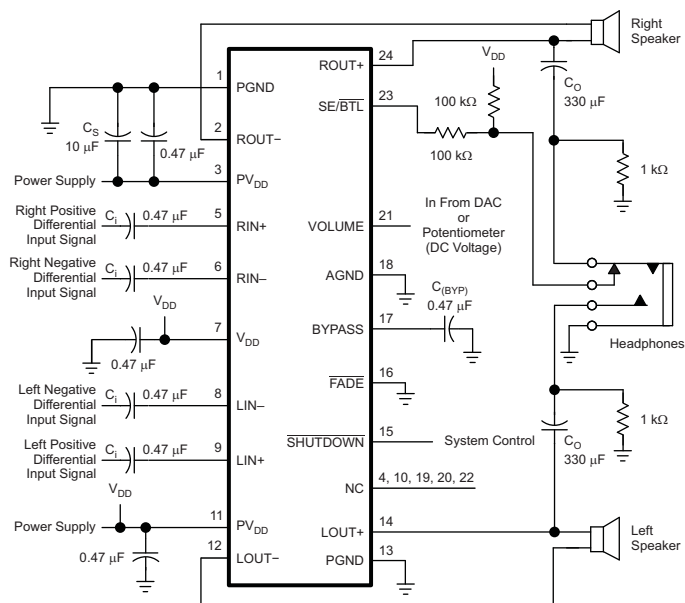 Right
Speaker
ROUT+
24
V_DD
C_O
330 µF
1
PGND
SE/BTL
23
100 kΩ
100 kΩ
C_S
10 µF
0.47 µF
2
ROUT−
1 kΩ
Power Supply
3
PV_DD
Right Positive
Differential
Input Signal
C_i
0.47 µF
5
RIN+
VOLUME
21
In From DAC
or
Potentiometer
(DC Voltage)
Right Negative
Differential
Input Signal
C_i
0.47 µF
6
RIN−
AGND
18
C_(BYP)
0.47 µF
V_DD
7
V_DD
0.47 µF
BYPASS
17
Headphones
FADE
16
Left Negative
Differential
Input Signal
C_i
0.47 µF
8
LIN−
1 kΩ
Left Positive
Differential
Input Signal
C_i
0.47 µF
9
LIN+
SHUTDOWN
15
System Control
C_O
330 µF
NC
4, 10, 19, 20, 22
V_DD
Power Supply
11
PV_DD
LOUT+
14
0.47 µF
12
LOUT−
PGND
13
Left
Speaker